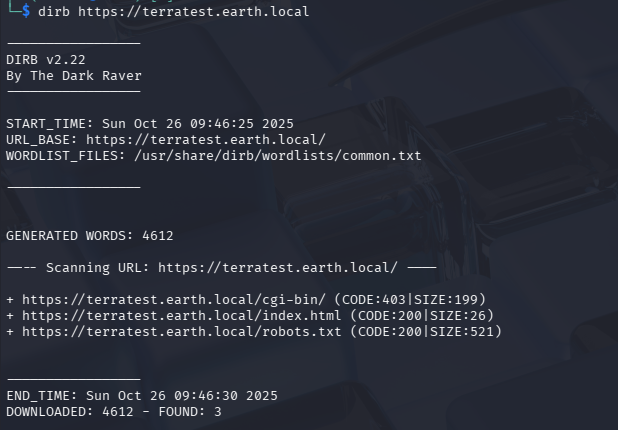 └─$ dirb https://terratest.earth.local
-----------------
DIRB v2.22
By The Dark Raver
-----------------
START_TIME: Sun Oct 26 09:46:25 2025
URL_BASE: https://terratest.earth.local/
WORDLIST_FILES: /usr/share/dirb/wordlists/common.txt
-----------------
GENERATED WORDS: 4612
---- Scanning URL: https://terratest.earth.local/ ----
+ https://terratest.earth.local/cgi-bin/ (CODE:403|SIZE:199)
+ https://terratest.earth.local/index.html (CODE:200|SIZE:26)
+ https://terratest.earth.local/robots.txt (CODE:200|SIZE:521)
-----------------
END_TIME: Sun Oct 26 09:46:30 2025
DOWNLOADED: 4612 - FOUND: 3